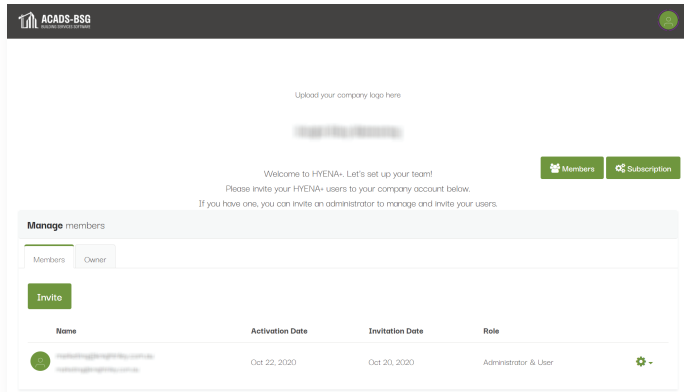 ACADS-BSG
BUILDING SERVICES SOFTWARE
Upload your company logo here
Welcome to HYENA+. Let's set up your team!
Members
Subscription
Please invite your HYENA+ users to your company account below.
If you have one, you can invite an administrator to manage and invite your users.
Manage members
Members Owner
Invite
Name Activation Date Invitation Date Role
Oct 22, 2020 Oct 20, 2020 Administrator & User